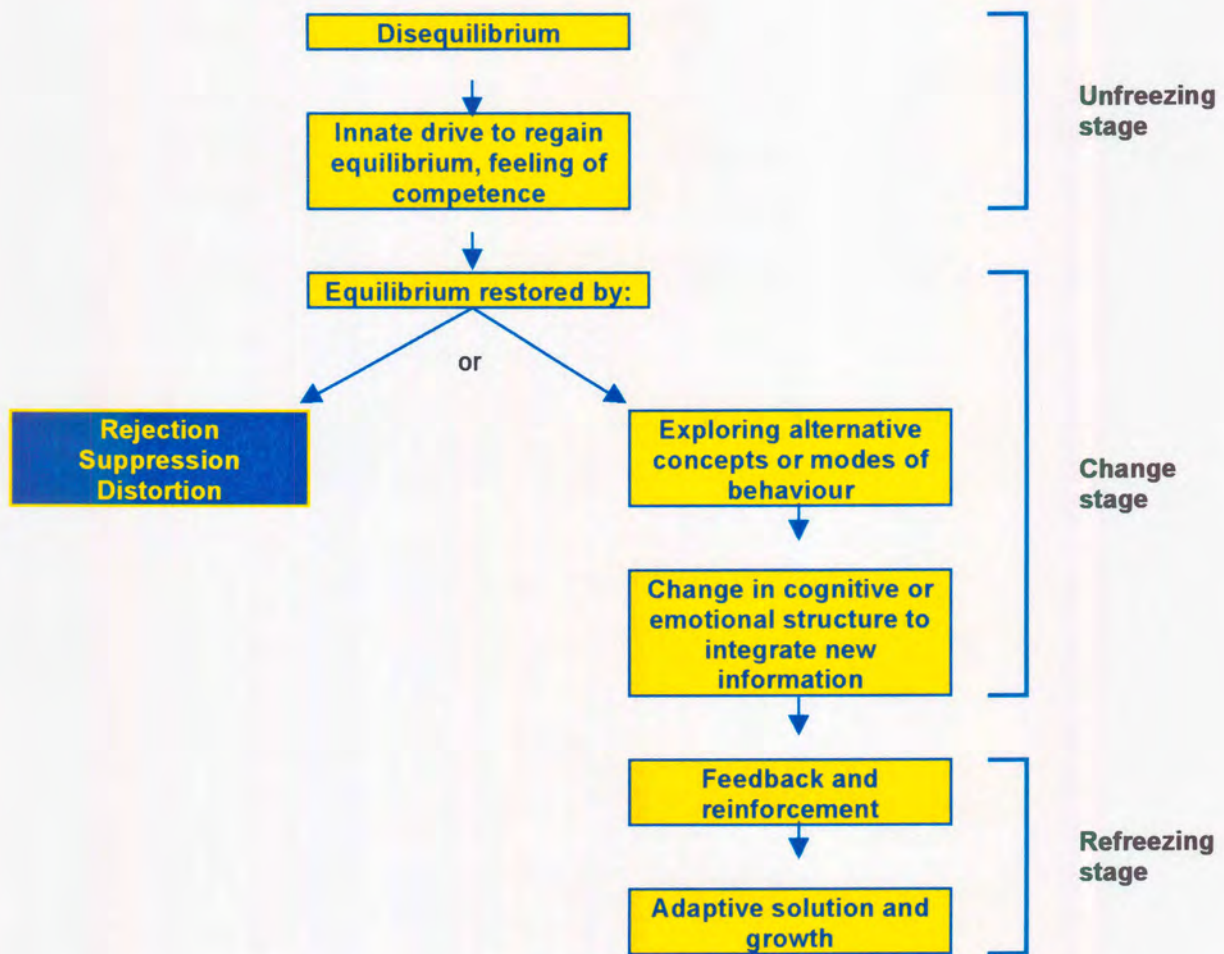 Disequilibrium
Unfreezing
stage
Innate drive to regain
equilibrium, feeling of
competence
Equilibrium restored by:
or
Rejection
Suppression
Distortion
Exploring alternative
concepts or modes of
behaviour
Change
stage
Change in cognitive or
emotional structure to
integrate new
information
Feedback and
reinforcement
Refreezing
stage
Adaptive solution and
growth